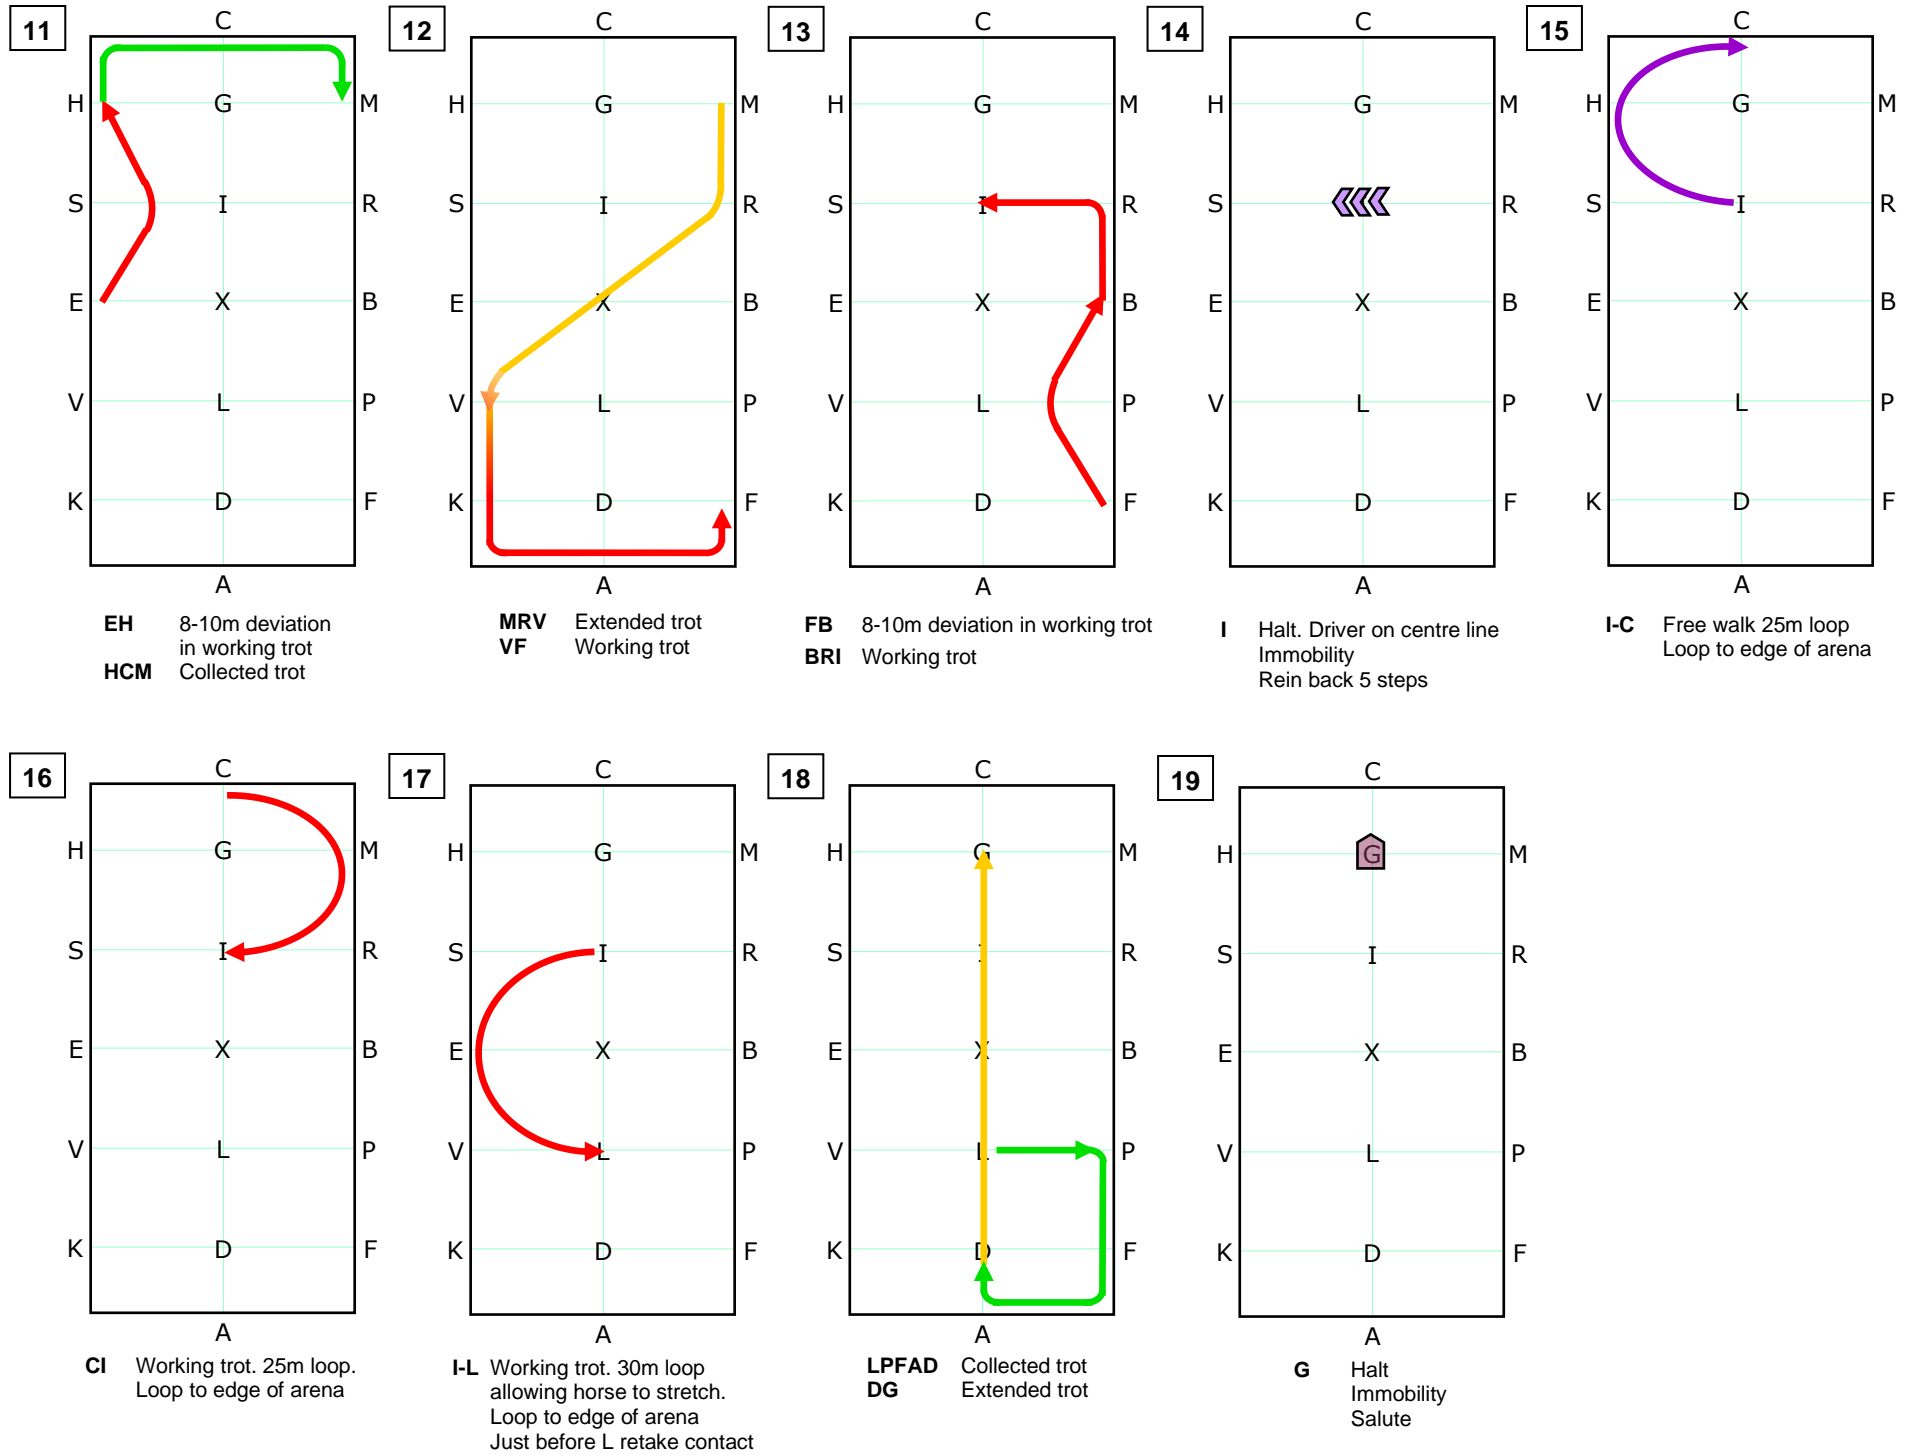 11
C
H G M
S I R
E X B
V L P
K D F
A
EH 8-10m deviation
in working trot
HCM Collected trot
12
C
H G M
S I R
E X B
V L P
K D F
A
MRV Extended trot
VF Working trot
13
C
H G M
S I R
E X B
V L P
K D F
A
FB 8-10m deviation in working trot
BRI Working trot
14
C
H G M
S R
E X B
V L P
K D F
A
I Halt. Driver on centre line
Immobility
Rein back 5 steps
15
C
H G M
S I R
E X B
V L P
K D F
A
I-C Free walk 25m loop
Loop to edge of arena
16
C
H G M
S I R
E X B
V L P
K D F
A
CI Working trot. 25m loop.
Loop to edge of arena
17
C
H G M
S I R
E X B
V L P
K D F
A
I-L Working trot. 30m loop
allowing horse to stretch.
Loop to edge of arena
Just before L retake contact
18
C
H G M
S I R
E X B
V L P
K D F
A
LPFAD Collected trot
DG Extended trot
19
C
H G M
S I R
E X B
V L P
K D F
A
G Halt
Immobility
Salute